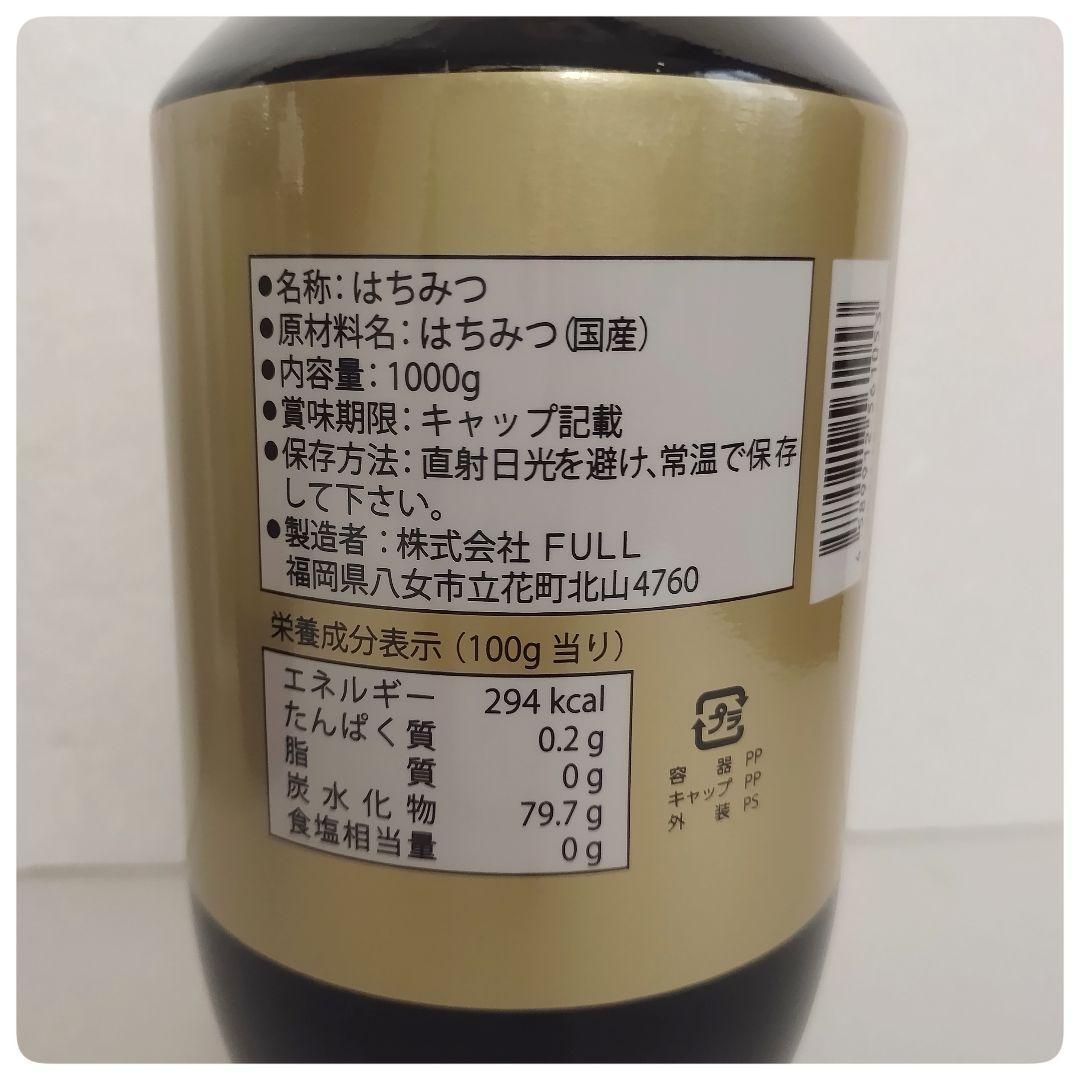 ●名称：はちみつ
●原材料名：はちみつ（国産）
●内容量：1000g
●賞味期限：キャップ記載
●保存方法：直射日光を避け、常温で保存
して下さい。
●製造者：株式会社 FULL
福岡県八女市立花町北山4760
栄養成分表示（100g 当り）
エネルギー 294 kcal
たんぱく質 0.2 g
脂質 0 g
炭水化物 79.7 g
食塩相当量 0 g
プラ
容器 PP
キャップ PP
外装 PS